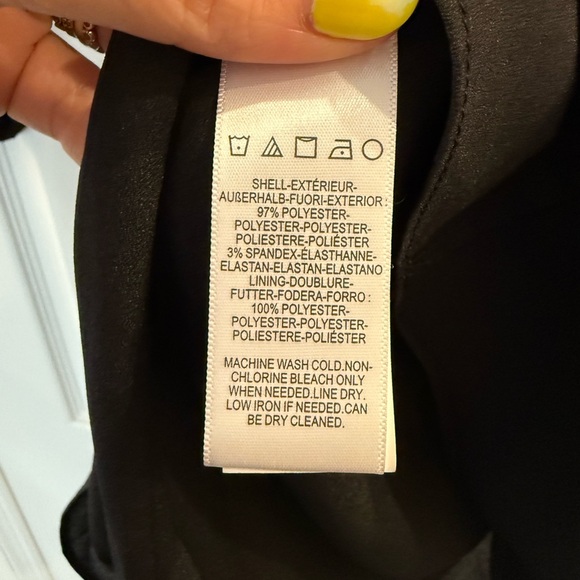 SHELL-EXTÉRIEUR-
AUßERHALB-FUORI-EXTERIOR:
97% POLYESTER-
POLYESTER-POLYESTER-
POLIESTERE-POLIÉSTER
3% SPANDEX-ÉLASTHANNE-
ELASTAN-ELASTAN-ELASTANO
LINING-DOUBLURE-
FUTTER-FODERA-FORRO:
100% POLYESTER-
POLYESTER-POLYESTER-
POLIESTERE-POLIÉSTER
MACHINE WASH COLD.NON-
CHLORINE BLEACH ONLY
WHEN NEEDED.LINE DRY.
LOW IRON IF NEEDED.CAN
BE DRY CLEANED.